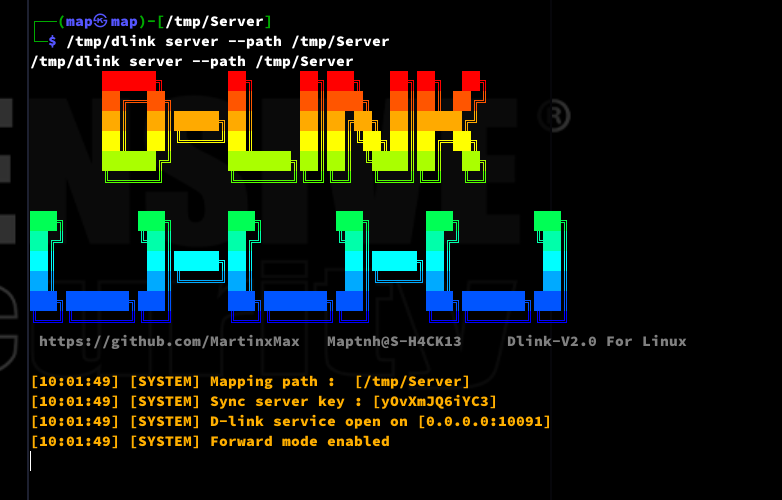 (map㉿map)-[/tmp/Server]
$ /tmp/dlink server --path /tmp/Server
/tmp/dlink server --path /tmp/Server
D-LINK
[_]-[_]-[_]
https://github.com/MartinxMax Maptnh@S-H4CK13 Dlink-V2.0 For Linux
[10:01:49] [SYSTEM] Mapping path : [/tmp/Server]
[10:01:49] [SYSTEM] Sync server key : [yOvXmJQ6iYC3]
[10:01:49] [SYSTEM] D-link service open on [0.0.0.0:10091]
[10:01:49] [SYSTEM] Forward mode enabled